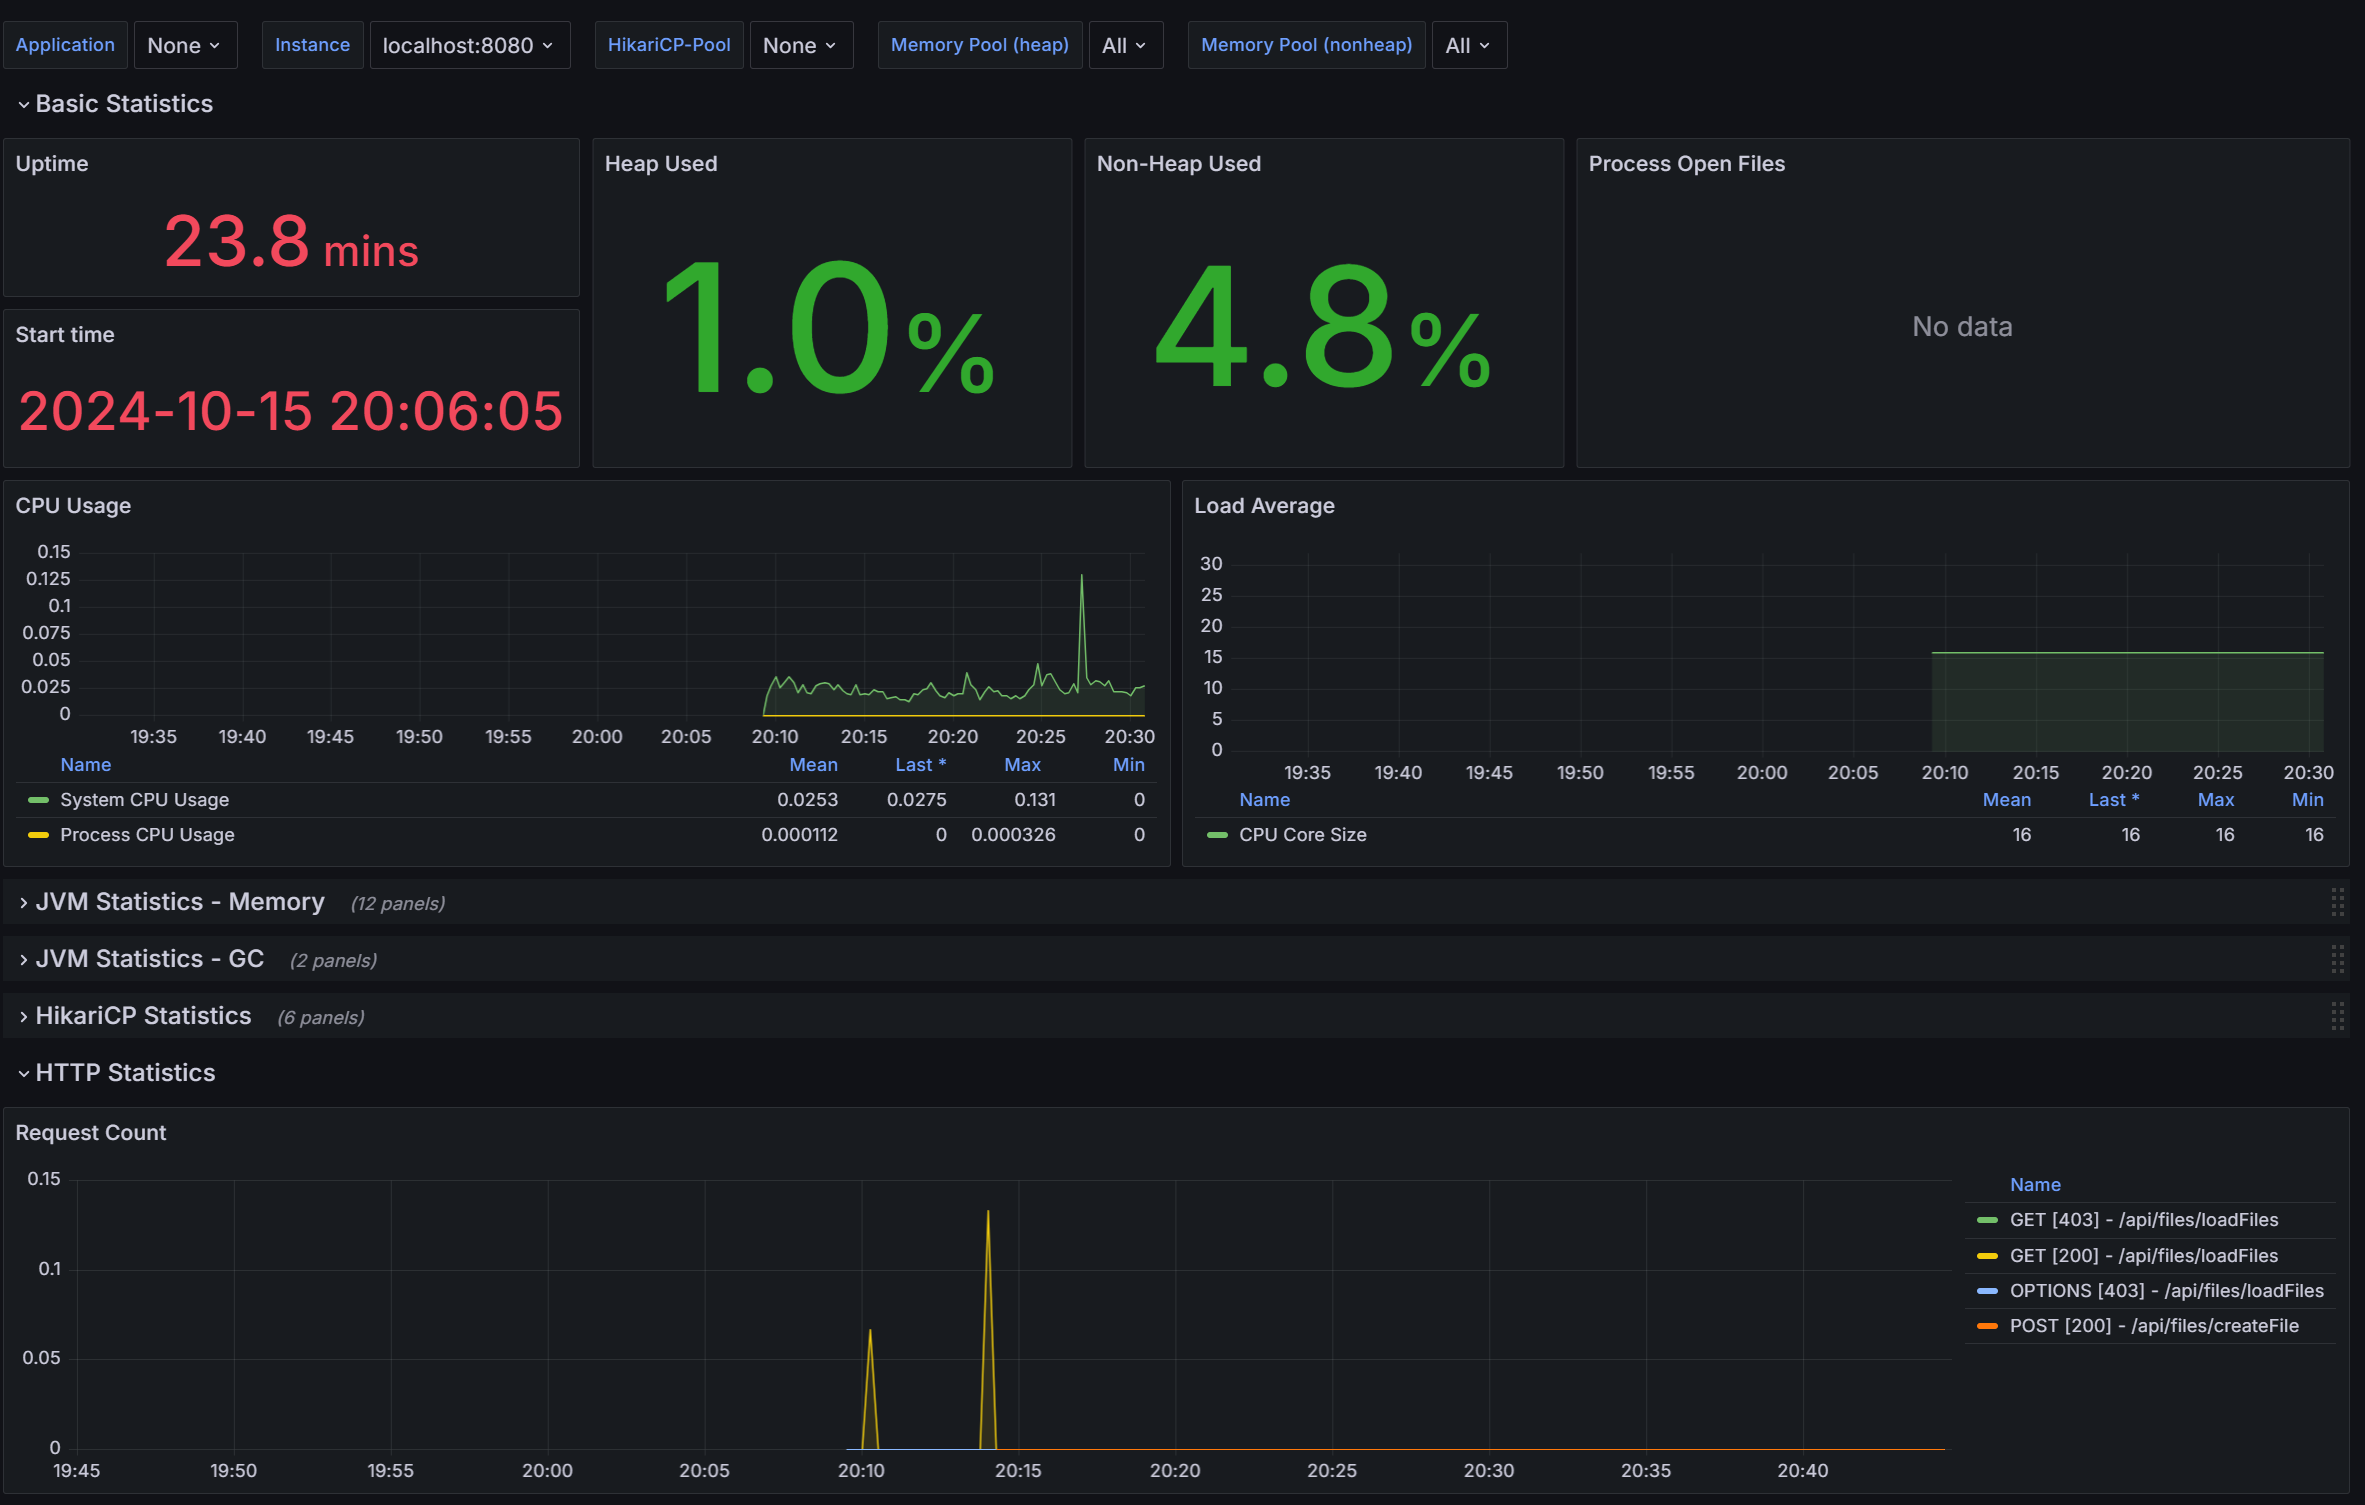 Application None Instance localhost:8080 HikariCP-Pool None Memory Pool (heap) All Memory Pool (nonheap) All
Basic Statistics
Uptime
23.8 mins
Start time
2024-10-15 20:06:05
Heap Used
1.0%
Non-Heap Used
4.8%
Process Open Files
No data
CPU Usage
0.15
0.125
0.1
0.075
0.05
0.025
0
19:35 19:40 19:45 19:50 19:55 20:00 20:05 20:10 20:15 20:20 20:25 20:30
Name Mean Last * Max Min
System CPU Usage 0.0253 0.0275 0.131 0
Process CPU Usage 0.000112 0 0.000326 0
Load Average
30
25
20
15
10
5
0
19:35 19:40 19:45 19:50 19:55 20:00 20:05 20:10 20:15 20:20 20:25 20:30
Name Mean Last * Max Min
CPU Core Size 16 16 16 16
JVM Statistics - Memory (12 panels)
JVM Statistics - GC (2 panels)
HikariCP Statistics (6 panels)
HTTP Statistics
Request Count
0.15
0.1
0.05
0
19:45 19:50 19:55 20:00 20:05 20:10 20:15 20:20 20:25 20:30 20:35 20:40
Name
GET [403] - /api/files/loadFiles
GET [200] - /api/files/loadFiles
OPTIONS [403] - /api/files/loadFiles
POST [200] - /api/files/createFile